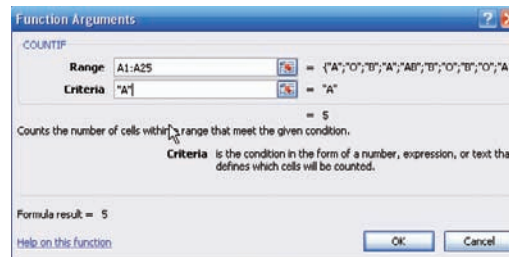 Function Arguments
COUNTIF
Range A1:A25 = {"A";"O";"B";"A";"AB";"B";"O";"B";"O";"A
Criteria "A" = "A"
= 5
Counts the number of cells within range that meet the given condition.
Criteria is the condition in the form of a number, expression, or text tha
defines which cells will be counted.
Formula result = 5
Help on this function OK Cancel